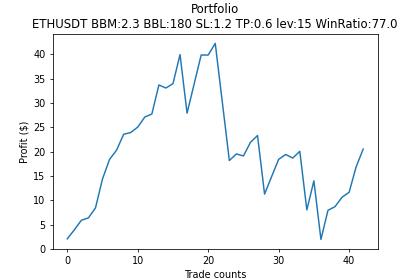 Portfolio
ETHUSDT BBM:2.3 BBL:180 SL:1.2 TP:0.6 lev:15 WinRatio:77.0
40
35
30
25
20
15
10
5
0
Profit ($)
0 10 20 30 40
Trade counts